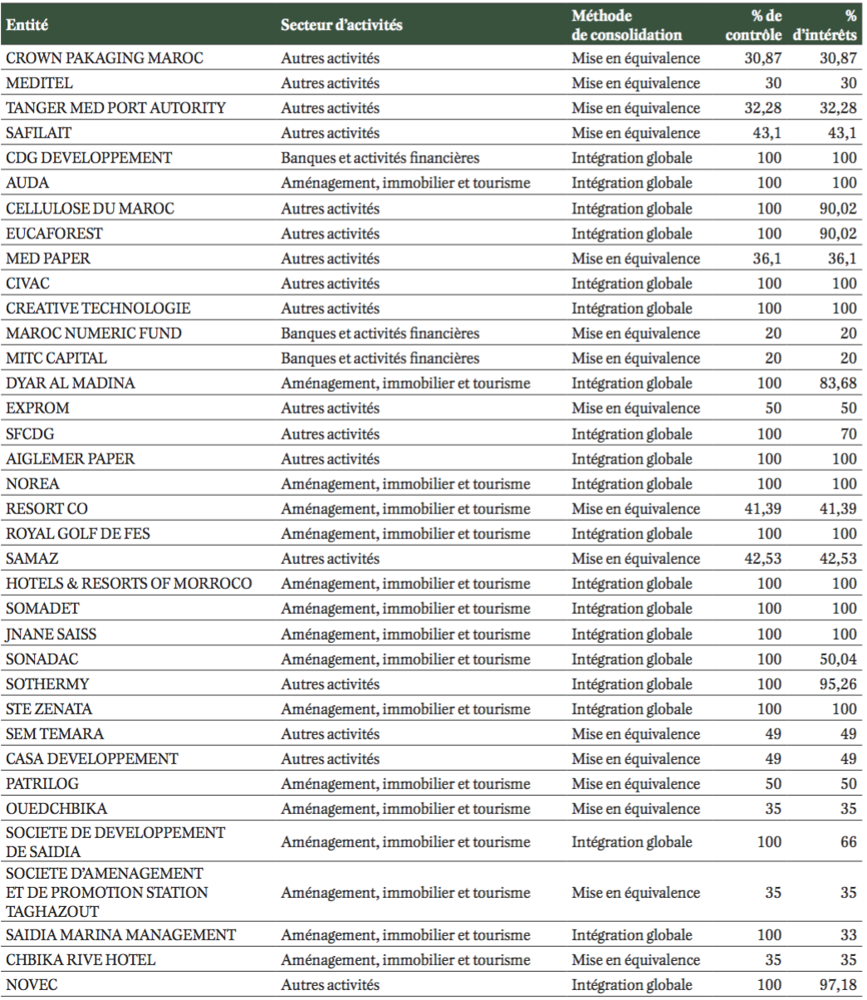 Entité Secteur d'activités Méthode de consolidation % de contrôle % d'intérêts
CROWN PAKAGING MAROC Autres activités Mise en équivalence 30,87 30,87
MEDITEL Autres activités Mise en équivalence 30 30
TANGER MED PORT AUTORITY Autres activités Mise en équivalence 32,28 32,28
SAFILAIT Autres activités Mise en équivalence 43,1 43,1
CDG DEVELOPPEMENT Banques et activités financières Intégration globale 100 100
AUDA Aménagement, immobilier et tourisme Intégration globale 100 100
CELLULOSE DU MAROC Autres activités Intégration globale 100 90,02
EUCAFOREST Autres activités Intégration globale 100 90,02
MED PAPER Autres activités Mise en équivalence 36,1 36,1
CIVAC Autres activités Intégration globale 100 100
CREATIVE TECHNOLOGIE Autres activités Intégration globale 100 100
MAROC NUMERIC FUND Banques et activités financières Mise en équivalence 20 20
MITC CAPITAL Banques et activités financières Mise en équivalence 20 20
DYAR AL MADINA Aménagement, immobilier et tourisme Intégration globale 100 83,68
EXPROM Autres activités Mise en équivalence 50 50
SFCDG Autres activités Intégration globale 100 70
AIGLEMER PAPER Autres activités Intégration globale 100 100
NOREA Aménagement, immobilier et tourisme Intégration globale 100 100
RESORT CO Aménagement, immobilier et tourisme Mise en équivalence 41,39 41,39
ROYAL GOLF DE FES Aménagement, immobilier et tourisme Intégration globale 100 100
SAMAZ Autres activités Mise en équivalence 42,53 42,53
HOTELS & RESORTS OF MORROCO Aménagement, immobilier et tourisme Intégration globale 100 100
SOMADET Aménagement, immobilier et tourisme Intégration globale 100 100
JNANE SAISS Aménagement, immobilier et tourisme Intégration globale 100 100
SONADAC Aménagement, immobilier et tourisme Intégration globale 100 50,04
SOTHERMY Autres activités Intégration globale 100 95,26
STE ZENATA Aménagement, immobilier et tourisme Intégration globale 100 100
SEM TEMARA Autres activités Mise en équivalence 49 49
CASA DEVELOPPEMENT Autres activités Mise en équivalence 49 49
PATRILOG Aménagement, immobilier et tourisme Mise en équivalence 50 50
OUEDCHBIKA Aménagement, immobilier et tourisme Mise en équivalence 35 35
SOCIETE DE DEVELOPPEMENT
DE SAIDIA Aménagement, immobilier et tourisme Intégration globale 100 66
SOCIETE D'AMENAGEMENT
ET DE PROMOTION STATION
TAGHAZOUT Aménagement, immobilier et tourisme Mise en équivalence 35 35
SAIDIA MARINA MANAGEMENT Aménagement, immobilier et tourisme Intégration globale 100 33
CHBIKA RIVE HOTEL Aménagement, immobilier et tourisme Mise en équivalence 35 35
NOVEC Autres activités Intégration globale 100 97,18